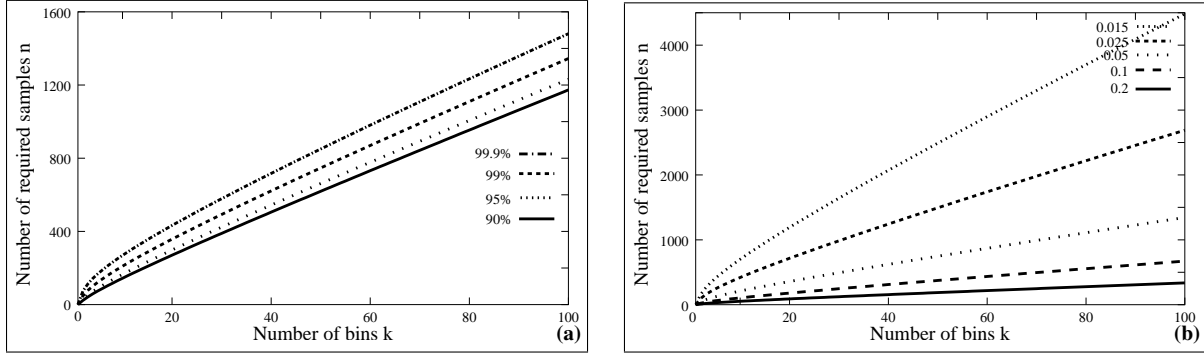 1600
1200
800
400
0
Number of required samples n
99.9%
99%
95%
90%
0 20 40 60 80 100
Number of bins k
(a)
4000
3000
2000
1000
0
Number of required samples n
0.015
0.025
0.05
0.1
0.2
0 20 40 60 80 100
Number of bins k
(b)